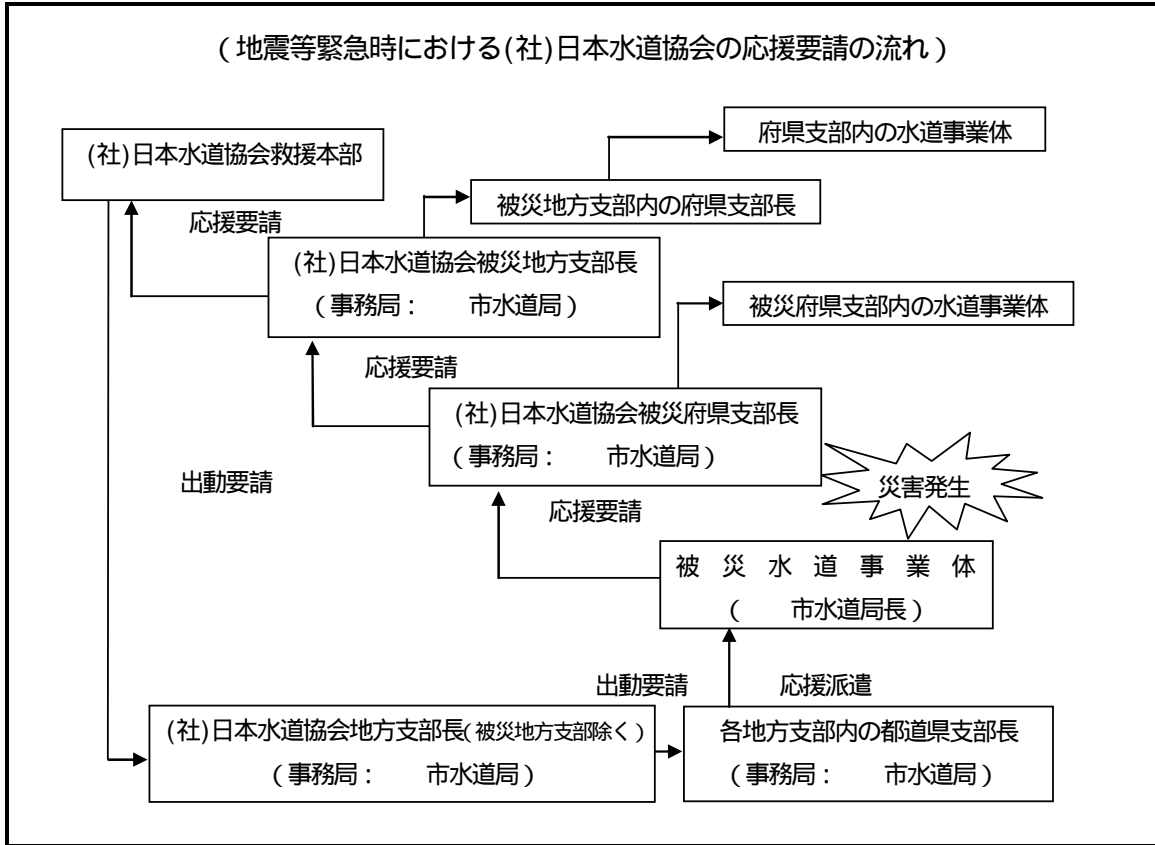 （地震等緊急時における(社)日本水道協会の応援要請の流れ）
府県支部内の水道事業体
(社)日本水道協会救援本部
被災地方支部内の府県支部長
応援要請
(社)日本水道協会被災地方支部長
（事務局：　　市水道局）
被災府県支部内の水道事業体
応援要請
(社)日本水道協会被災府県支部長
（事務局：　　市水道局）
出動要請
災害発生
応援要請
被　災　水　道　事　業　体
（　　市水道局長）
出動要請
応援派遣
(社)日本水道協会地方支部長（被災地方支部除く）
（事務局：　　市水道局）
各地方支部内の都道県支部長
（事務局：　　市水道局）